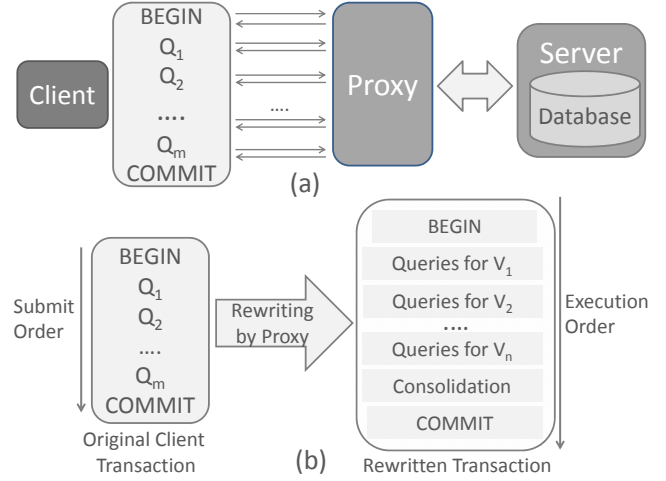 BEGIN
Q1
Q2
....
Qm
COMMIT
Client
....
Proxy
Server
Database
(a)
Submit
Order
BEGIN
Q1
Q2
....
Qm
COMMIT
Original Client
Transaction
Rewriting
by Proxy
BEGIN
Queries for V1
Queries for V2
....
Queries for Vn
Consolidation
COMMIT
Rewritten Transaction
Execution
Order
(b)